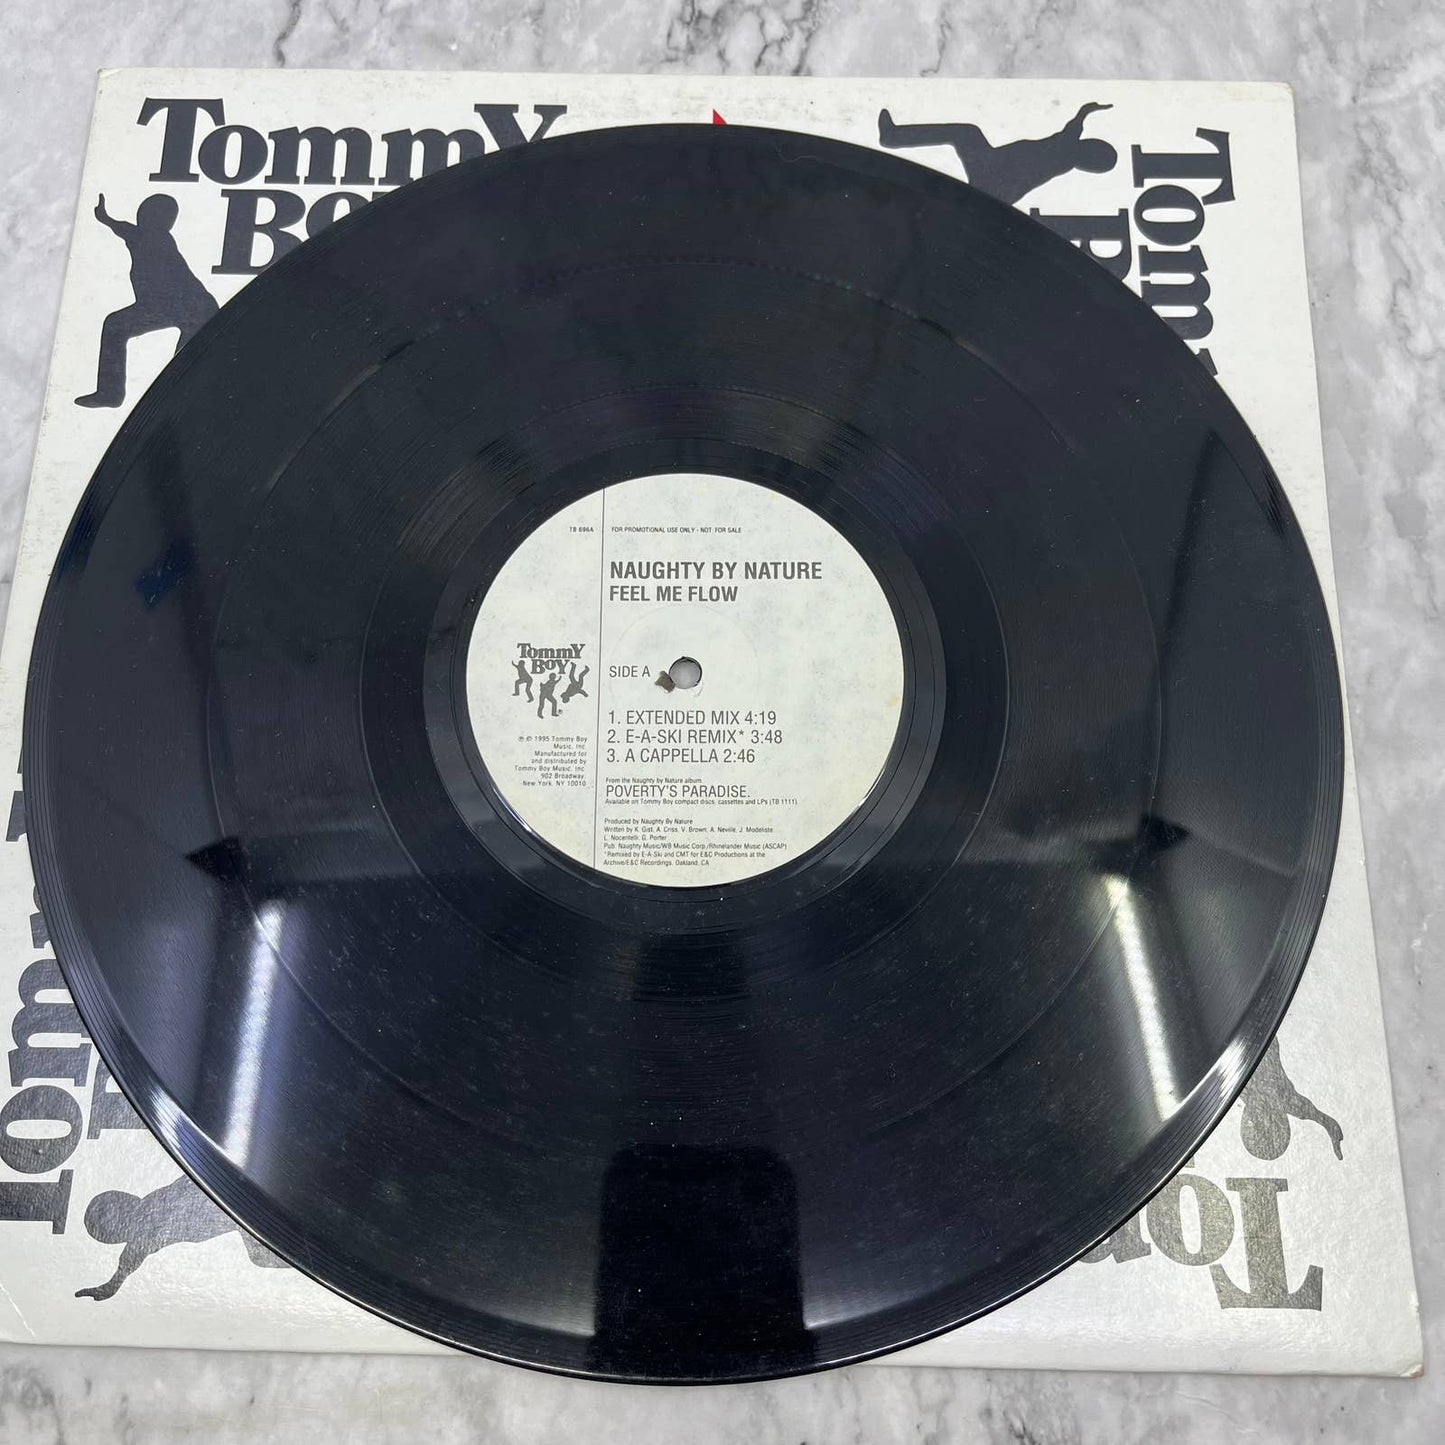 TommY
Bo
Tom
TB 696A
FOR PROMOTIONAL USE ONLY - NOT FOR SALE
NAUGHTY BY NATURE
FEEL ME FLOW
TommY
BOY
SIDE A
1. EXTENDED MIX 4:19
2. E-A-SKI REMIX* 3:48
3. A CAPPELLA 2:46
℗ © 1995 Tommy Boy
Music, Inc.
Manufactured for
and distributed by
Tommy Boy Music, Inc.
902 Broadway,
New York, NY 10010
From the Naughty by Nature album
POVERTY'S PARADISE.
Available on Tommy Boy compact discs, cassettes and LPs (TB 1111).
Produced by Naughty By Nature
Written by K. Gist, A. Criss, V. Brown, A. Neville, J. Modeliste,
L. Nocentelli, G. Porter
Pub. Naughty Music/WB Music Corp./Rhinelander Music (ASCAP)
*Remixed by E-A-Ski and CMT for E&C Productions at the
Archive/E&C Recordings, Oakland, CA
Tom
Tom